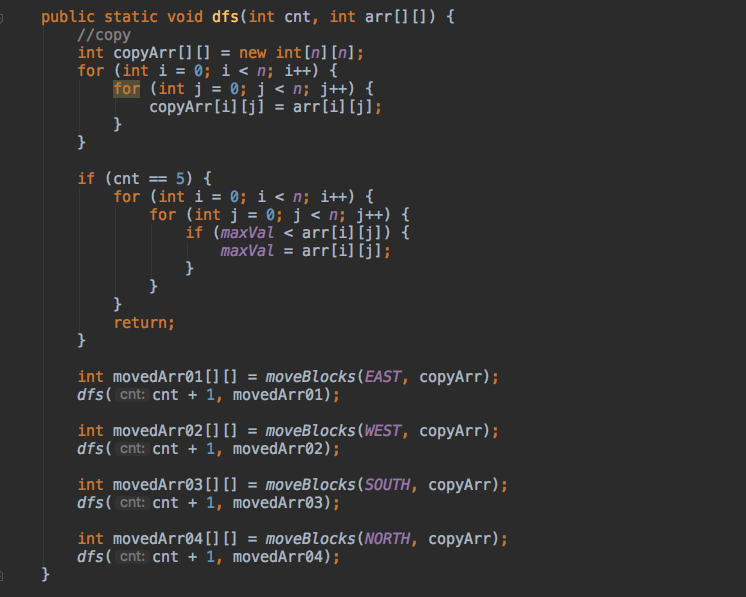 public static void dfs(int cnt, int arr[][]) {
//copy
int copyArr[][] = new int[n][n];
for (int i = 0; i < n; i++) {
for (int j = 0; j < n; j++) {
copyArr[i][j] = arr[i][j];
}
}
if (cnt == 5) {
for (int i = 0; i < n; i++) {
for (int j = 0; j < n; j++) {
if (maxVal < arr[i][j]) {
maxVal = arr[i][j];
}
}
}
return;
}
int movedArr01[][] = moveBlocks(EAST, copyArr);
dfs( cnt: cnt + 1, movedArr01);
int movedArr02[][] = moveBlocks(WEST, copyArr);
dfs( cnt: cnt + 1, movedArr02);
int movedArr03[][] = moveBlocks(SOUTH, copyArr);
dfs( cnt: cnt + 1, movedArr03);
int movedArr04[][] = moveBlocks(NORTH, copyArr);
dfs( cnt: cnt + 1, movedArr04);
}